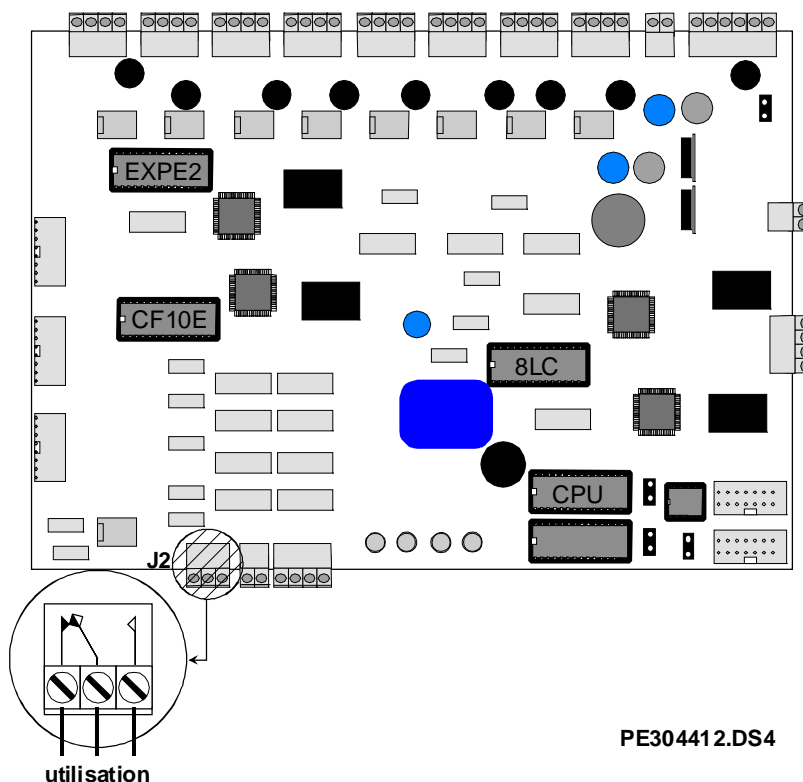 EXPE2
CF10E
8LC
CPU
J2
PE304412.DS4
utilisation